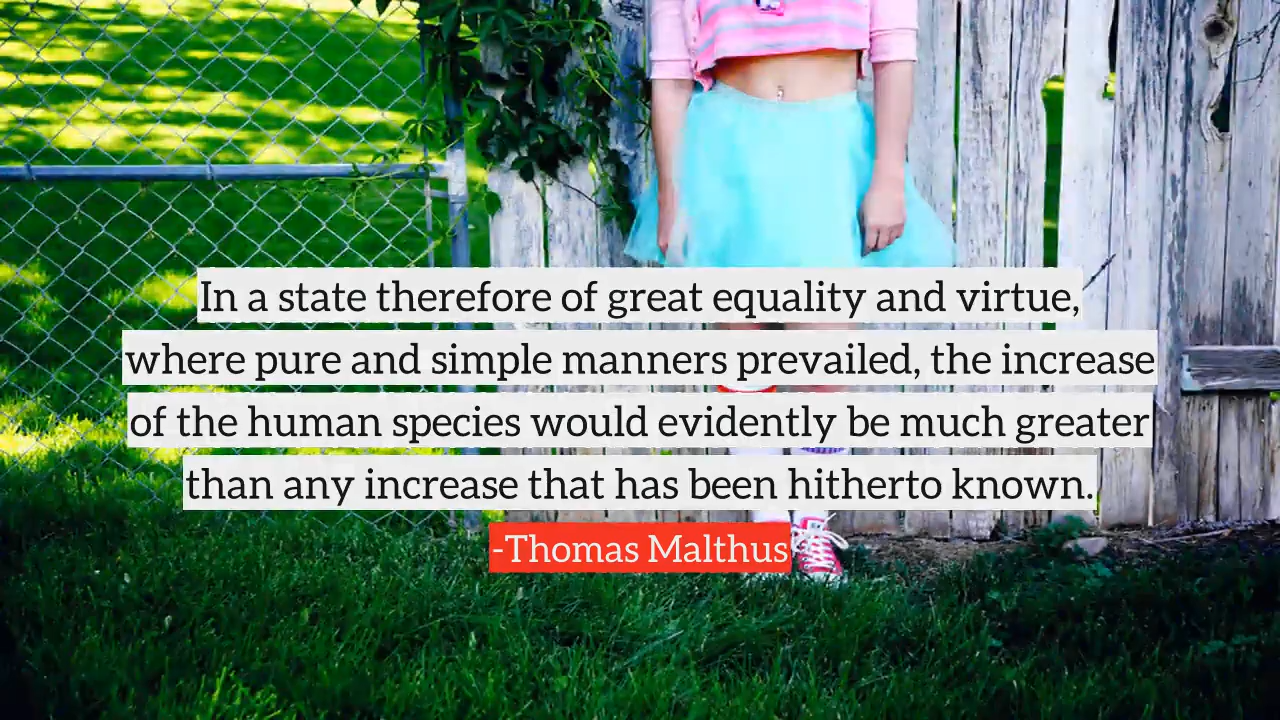 In a state therefore of great equality and virtue,
where pure and simple manners prevailed, the increase
of the human species would evidently be much greater
than any increase that has been hitherto known.
-Thomas Malthus